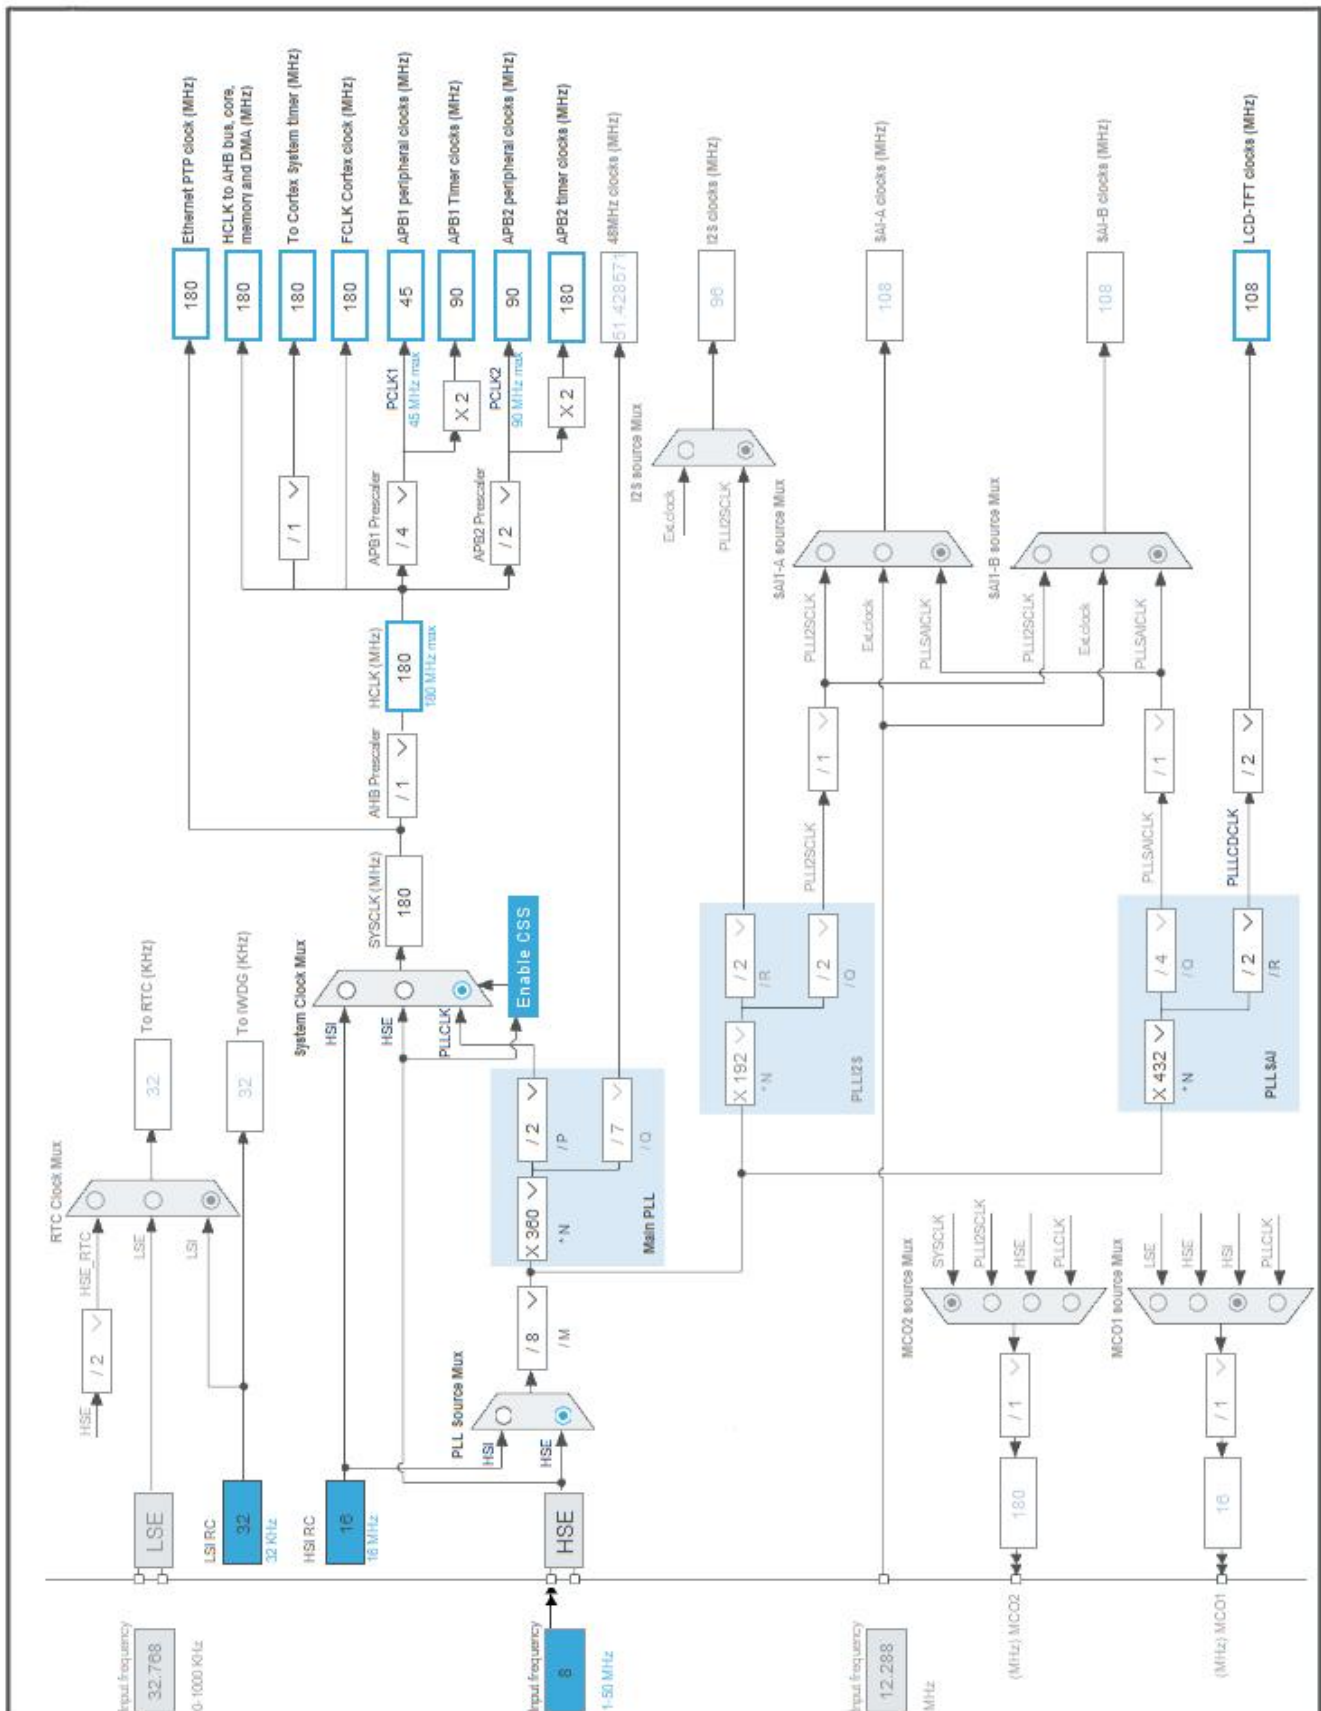 Input frequency
32.768
0-1000 KHz
LSE
HSE
/ 2
HSE_RTC
LSE
LSI
RTC Clock Mux
32
To RTC (KHz)
LSI RC
32
32 KHz
32
To IWDG (KHz)
HSI RC
16
16 MHz
Input frequency
8
1-50 MHz
HSE
PLL Source Mux
HSI
HSE
/ 8
/ M
X 360
* N
/ 2
/ P
/ 7
/ Q
Main PLL
System Clock Mux
HSI
HSE
PLLCLK
Enable CSS
SYSCLK (MHz)
180
AHB Prescaler
/ 1
HCLK (MHz)
180
180 MHz max
/ 1
APB1 Prescaler
/ 4
PCLK1
45 MHz max
X 2
APB2 Prescaler
/ 2
PCLK2
90 MHz max
X 2
180
Ethernet PTP clock (MHz)
180
HCLK to AHB bus, core,
memory and DMA (MHz)
180
To Cortex System timer (MHz)
180
FCLK Cortex clock (MHz)
45
APB1 peripheral clocks (MHz)
90
APB1 Timer clocks (MHz)
90
APB2 peripheral clocks (MHz)
180
APB2 timer clocks (MHz)
51.428571
48MHz clocks (MHz)
X 192
* N
/ 2
/ R
/ 2
/ Q
PLLI2S
PLLI2SCLK
/ 1
I2S source Mux
Ext.clock
PLLI2SCLK
96
I2S clocks (MHz)
SAI1-A source Mux
PLLI2SCLK
Ext.clock
PLLSAICLK
108
SAI-A clocks (MHz)
SAI1-B source Mux
PLLI2SCLK
Ext.clock
PLLSAICLK
108
SAI-B clocks (MHz)
X 432
* N
/ 4
/ Q
/ 2
/ R
PLLSAI
PLLSAICLK
/ 1
PLLLCDCLK
/ 2
108
LCD-TFT clocks (MHz)
Input frequency
12.288
MHz
MCO2 source Mux
SYSCLK
PLLI2SCLK
HSE
PLLCLK
/ 1
180
(MHz) MCO2
MCO1 source Mux
LSE
HSE
HSI
PLLCLK
/ 1
16
(MHz) MCO1